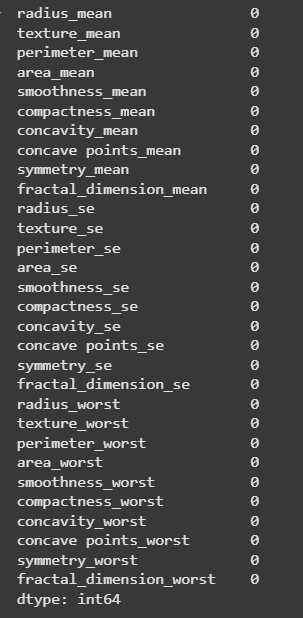 radius_mean 0
texture_mean 0
perimeter_mean 0
area_mean 0
smoothness_mean 0
compactness_mean 0
concavity_mean 0
concave points_mean 0
symmetry_mean 0
fractal_dimension_mean 0
radius_se 0
texture_se 0
perimeter_se 0
area_se 0
smoothness_se 0
compactness_se 0
concavity_se 0
concave points_se 0
symmetry_se 0
fractal_dimension_se 0
radius_worst 0
texture_worst 0
perimeter_worst 0
area_worst 0
smoothness_worst 0
compactness_worst 0
concavity_worst 0
concave points_worst 0
symmetry_worst 0
fractal_dimension_worst 0
dtype: int64